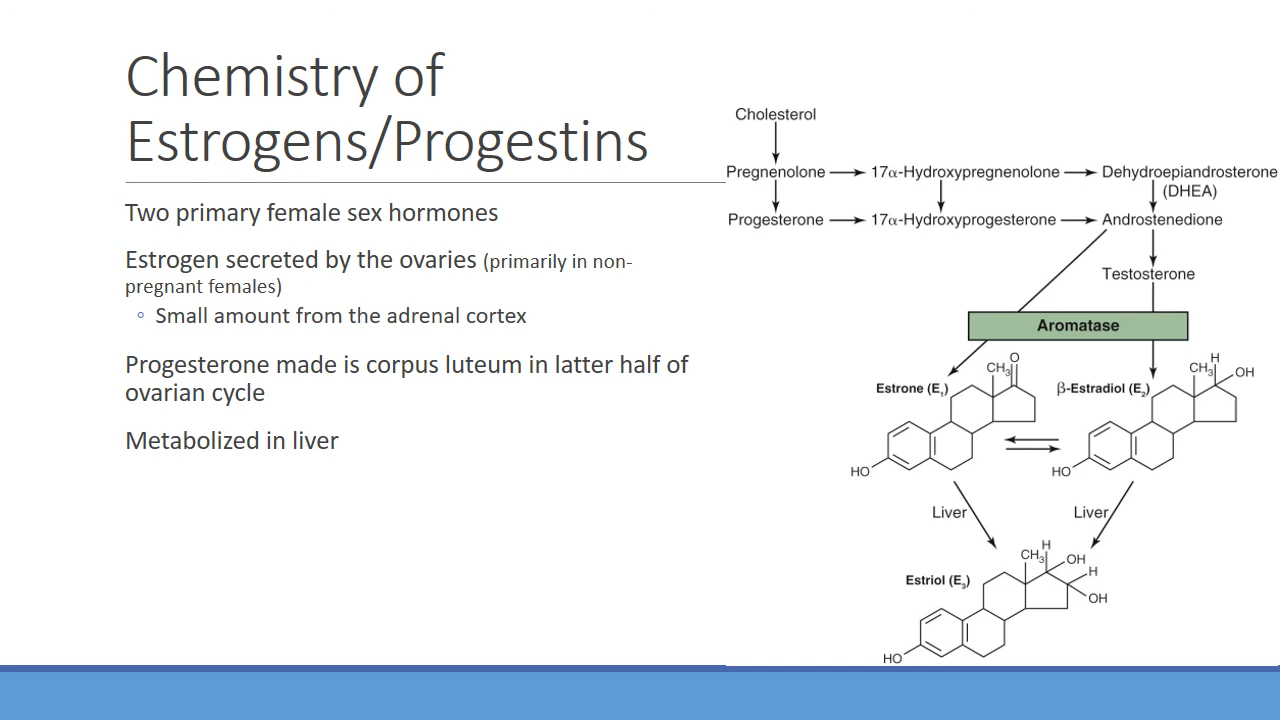 Chemistry of
Estrogens/Progestins
Two primary female sex hormones
Estrogen secreted by the ovaries (primarily in non-
pregnant females)
◦ Small amount from the adrenal cortex
Progesterone made is corpus luteum in latter half of
ovarian cycle
Metabolized in liver
Cholesterol
Pregnenolone 17α-Hydroxypregnenolone Dehydroepiandrosterone
(DHEA)
Progesterone 17α-Hydroxyprogesterone Androstenedione
Testosterone
Aromatase
O
CH₃
H
CH₃
OH
Estrone (E₁)
β-Estradiol (E₂)
HO
HO
Liver
Liver
H
CH₃
OH
H
Estriol (E₃)
OH
HO